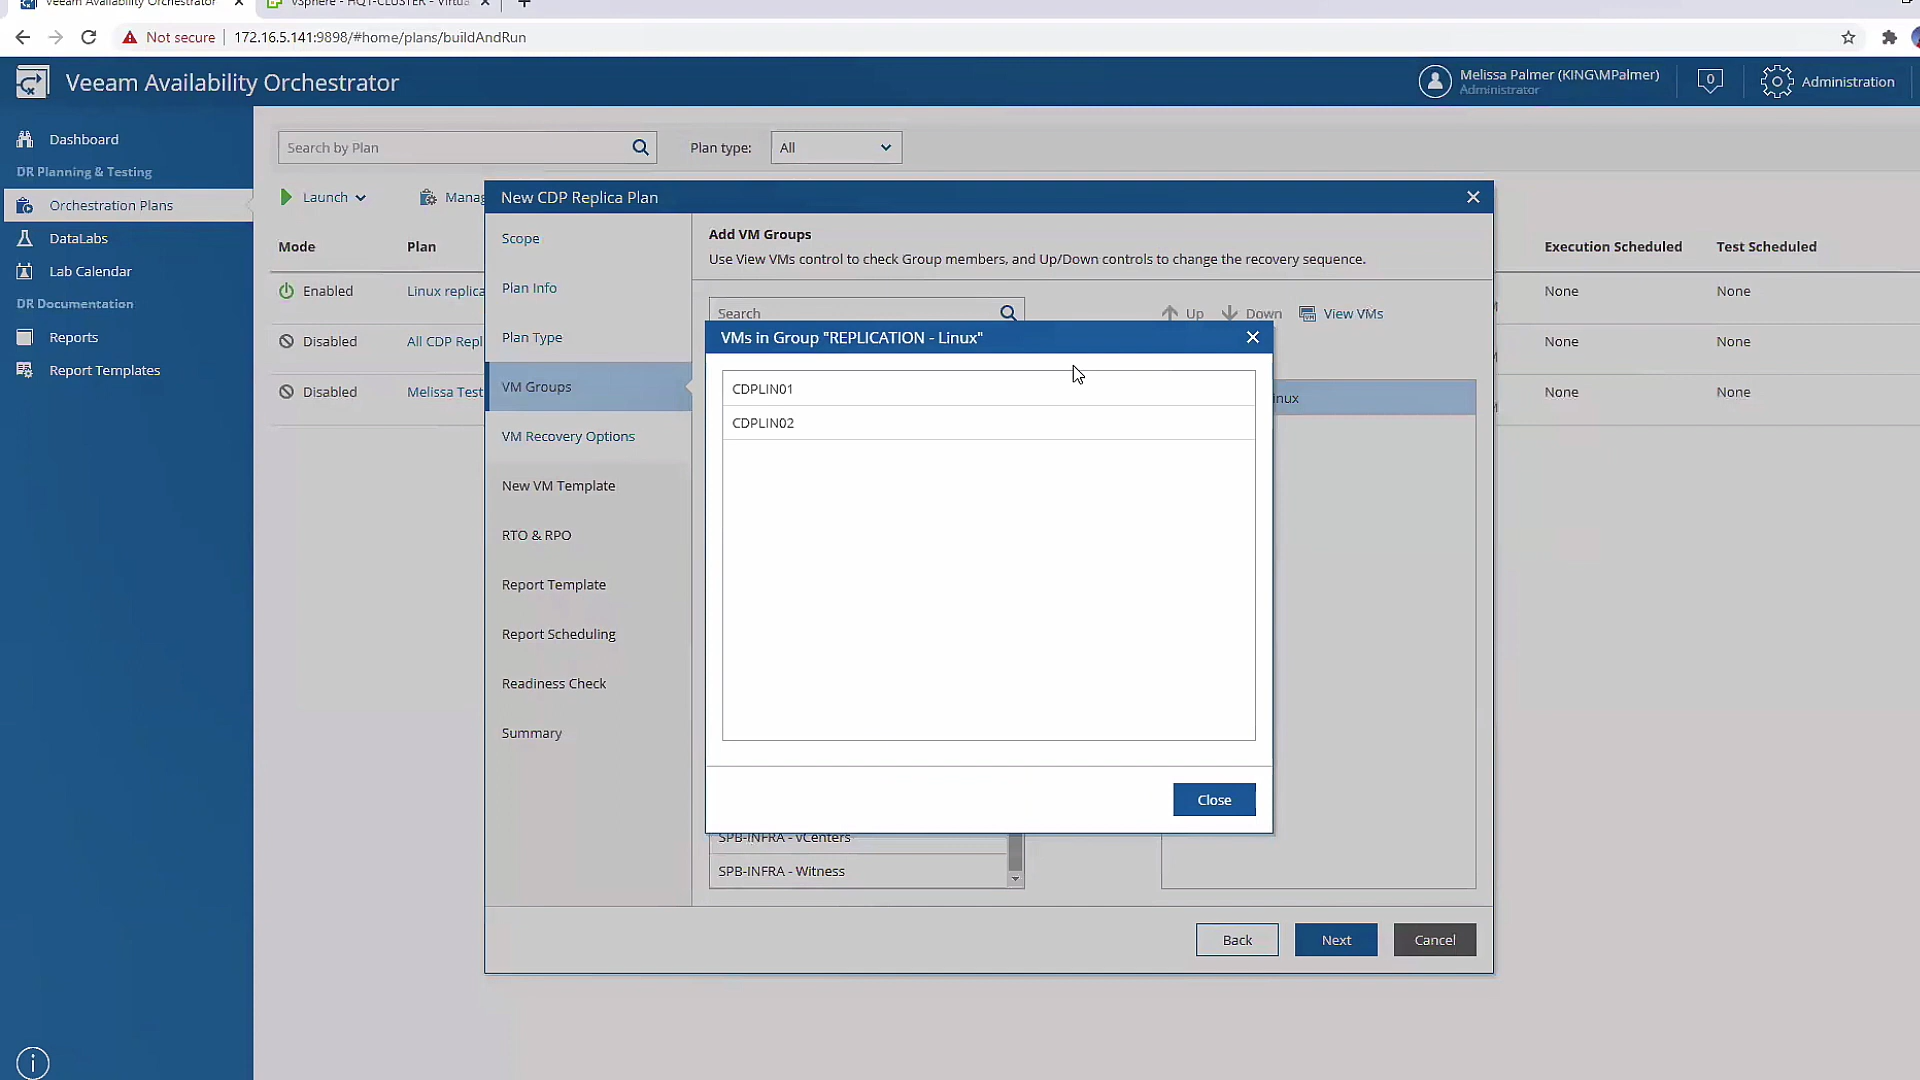 Veeam Availability Orchestrator
vSphere - HQ1-CLUSTER - Virtua
Not secure
172.16.5.141:9898/#home/plans/buildAndRun
Veeam Availability Orchestrator
Melissa Palmer (KING\MPalmer)
Administrator
0
Administration
Dashboard
DR Planning & Testing
Orchestration Plans
DataLabs
Lab Calendar
DR Documentation
Reports
Report Templates
Search by Plan
Plan type:
All
Launch
Manag
Mode
Plan
Execution Scheduled
Test Scheduled
Enabled
Linux replica
None
None
Disabled
All CDP Repl
None
None
Disabled
Melissa Test
None
None
New CDP Replica Plan
Scope
Plan Info
Plan Type
VM Groups
VM Recovery Options
New VM Template
RTO & RPO
Report Template
Report Scheduling
Readiness Check
Summary
Add VM Groups
Use View VMs control to check Group members, and Up/Down controls to change the recovery sequence.
Search
Up
Down
View VMs
inux
VMs in Group "REPLICATION - Linux"
CDPLIN01
CDPLIN02
Close
SPB-INFRA - vCenters
SPB-INFRA - Witness
Back
Next
Cancel